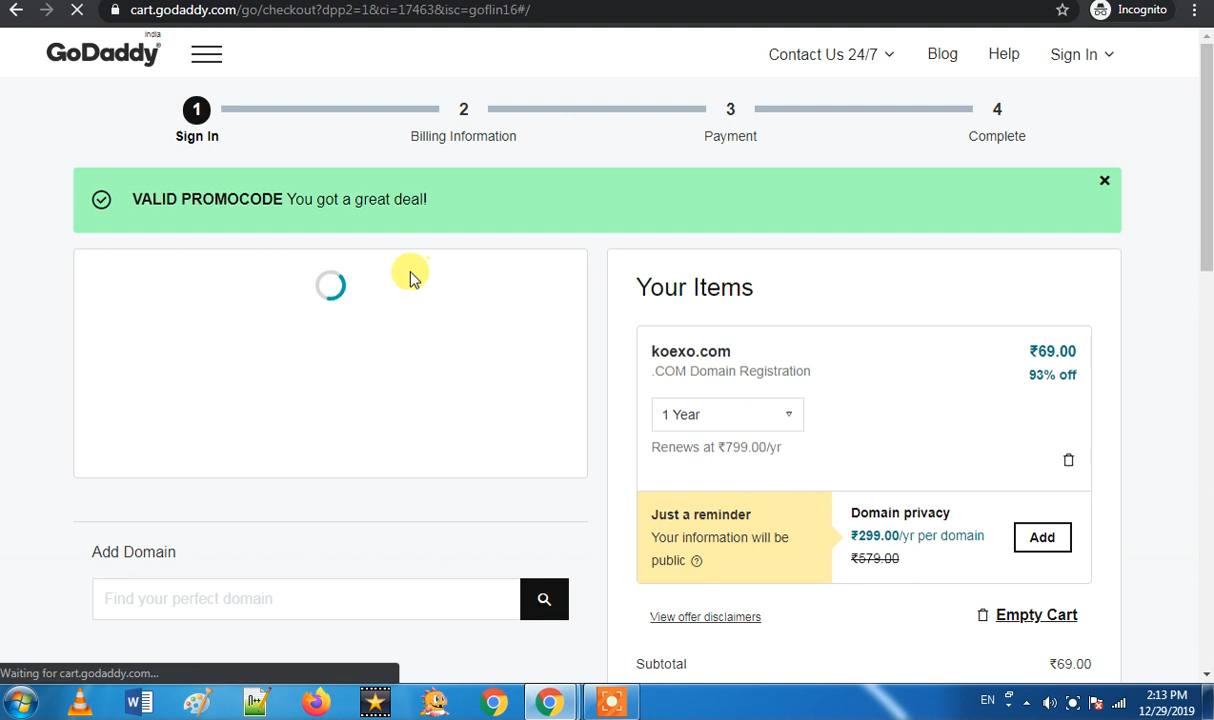 cart.godaddy.com/go/checkout?dpp2=1&ci=17463&isc=goflin16#/
Incognito
India
GoDaddy
Contact Us 24/7
Blog
Help
Sign In
1
2
3
4
Sign In
Billing Information
Payment
Complete
VALID PROMOCODE You got a great deal!
Your Items
koexo.com
₹69.00
.COM Domain Registration
93% off
1 Year
Renews at ₹799.00/yr
Just a reminder
Your information will be
public
Domain privacy
₹299.00/yr per domain
₹579.00
Add
Add Domain
Find your perfect domain
View offer disclaimers
Empty Cart
Subtotal
₹69.00
Waiting for cart.godaddy.com...
EN
2:13 PM
12/29/2019